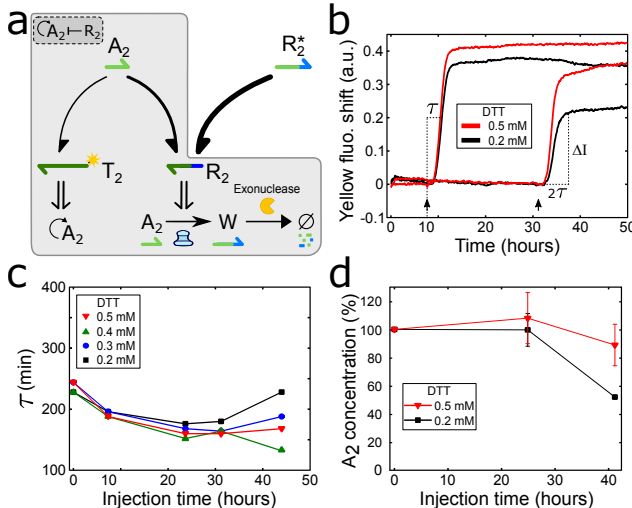 a
A₂⊢R₂
A₂
R₂*
T₂
R₂
A₂
Exonuclease
A₂
W
∅
b
Yellow fluo. shift (a.u.)
0.4
0.3
0.2
0.1
0
-0.1
τ
DTT
0.5 mM
0.2 mM
ΔI
2τ
0
10
20
30
40
50
Time (hours)
c
τ (min)
400
300
200
100
DTT
0.5 mM
0.4 mM
0.3 mM
0.2 mM
0
10
20
30
40
50
Injection time (hours)
d
A₂ concentration (%)
120
100
80
60
40
20
0
DTT
0.5 mM
0.2 mM
0
10
20
30
40
Injection time (hours)